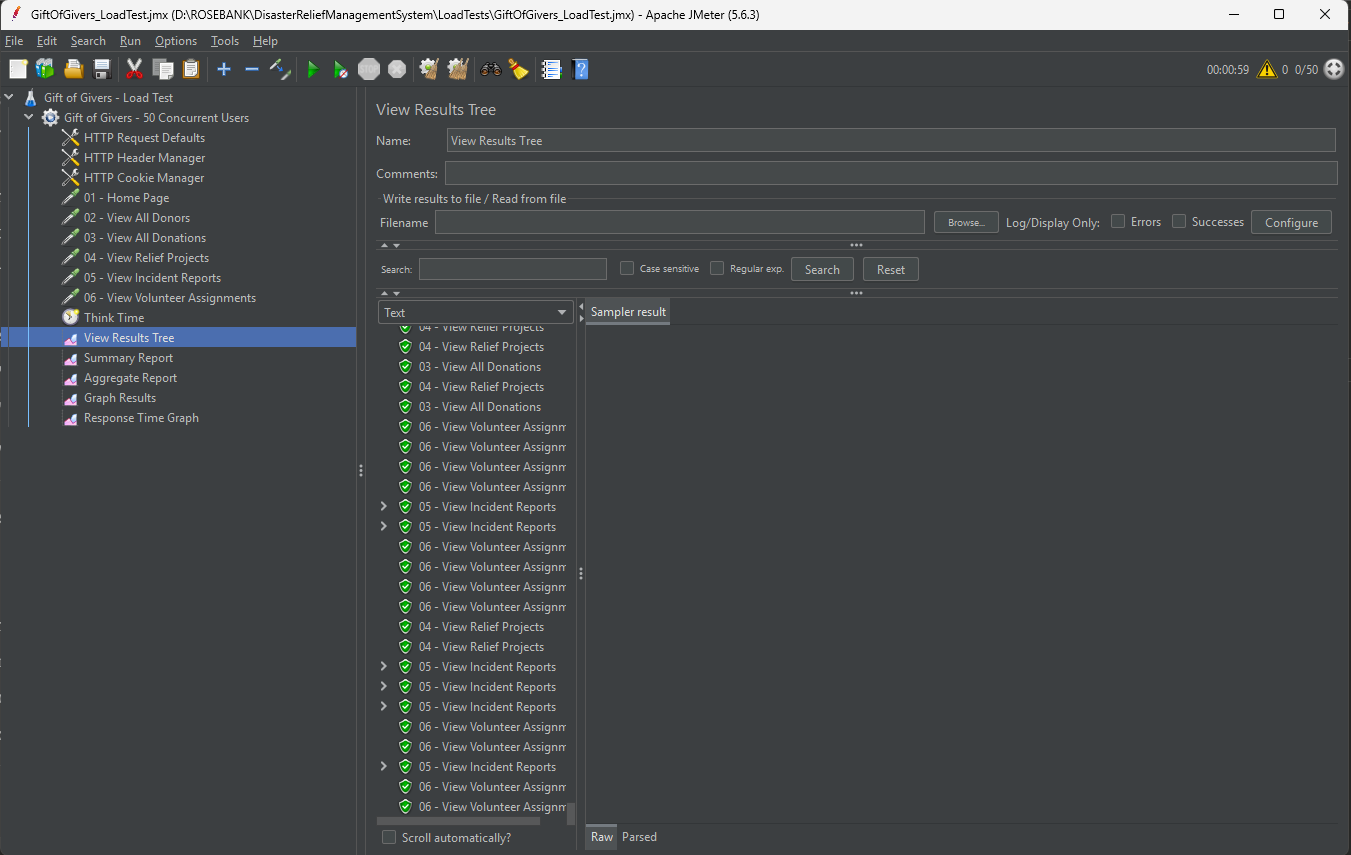 GiftOfGivers_LoadTest.jmx (D:\ROSEBANK\DisasterReliefManagementSystem\LoadTests\GiftOfGivers_LoadTest.jmx) - Apache JMeter (5.6.3)
File Edit Search Run Options Tools Help
STOP
00:00:59 0 0/50
Gift of Givers - Load Test
Gift of Givers - 50 Concurrent Users
HTTP Request Defaults
HTTP Header Manager
HTTP Cookie Manager
01 - Home Page
02 - View All Donors
03 - View All Donations
04 - View Relief Projects
05 - View Incident Reports
06 - View Volunteer Assignments
Think Time
View Results Tree
Summary Report
Aggregate Report
Graph Results
Response Time Graph
View Results Tree
Name: View Results Tree
Comments:
Write results to file / Read from file
Filename Browse... Log/Display Only: Errors Successes Configure
Search: Case sensitive Regular exp. Search Reset
Text
Sampler result
04 - View Relief Projects
04 - View Relief Projects
03 - View All Donations
04 - View Relief Projects
03 - View All Donations
06 - View Volunteer Assignm
06 - View Volunteer Assignm
06 - View Volunteer Assignm
06 - View Volunteer Assignm
05 - View Incident Reports
05 - View Incident Reports
06 - View Volunteer Assignm
06 - View Volunteer Assignm
06 - View Volunteer Assignm
06 - View Volunteer Assignm
04 - View Relief Projects
04 - View Relief Projects
05 - View Incident Reports
05 - View Incident Reports
05 - View Incident Reports
06 - View Volunteer Assignm
06 - View Volunteer Assignm
05 - View Incident Reports
06 - View Volunteer Assignm
06 - View Volunteer Assignm
Scroll automatically?
Raw Parsed